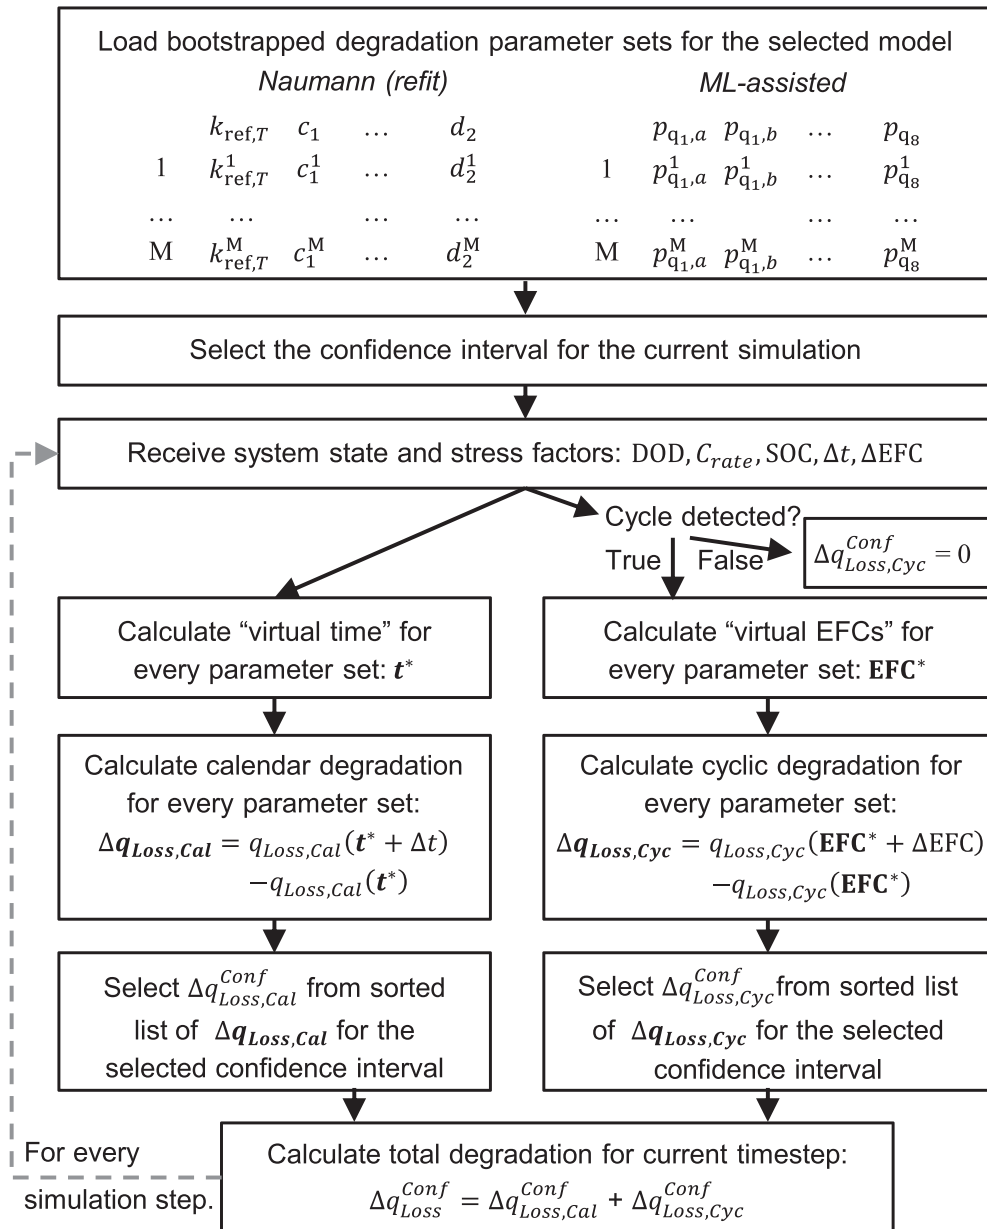 Load bootstrapped degradation parameter sets for the selected model
Naumann (refit) ML-assisted
k_ref,T c_1 … d_2 p_q₁,a p_q₁,b … p_q₈
1 k^1_ref,T c^1_1 … d^1_2 1 p^1_q₁,a p^1_q₁,b … p^1_q₈
… … … … … … … …
M k^M_ref,T c^M_1 … d^M_2 M p^M_q₁,a p^M_q₁,b … p^M_q₈
Select the confidence interval for the current simulation
Receive system state and stress factors: DOD, C_rate, SOC, Δt, ΔEFC
Cycle detected?
True False
Δq^Conf_Loss,Cyc = 0
Calculate “virtual time” for
every parameter set: t*
Calculate “virtual EFCs” for
every parameter set: EFC*
Calculate calendar degradation
for every parameter set:
Δq_Loss,Cal = q_Loss,Cal(t* + Δt)
−q_Loss,Cal(t*)
Calculate cyclic degradation for
every parameter set:
Δq_Loss,Cyc = q_Loss,Cyc(EFC* + ΔEFC)
−q_Loss,Cyc(EFC*)
Select Δq^Conf_Loss,Cal from sorted
list of Δq_Loss,Cal for the
selected confidence interval
Select Δq^Conf_Loss,Cyc from sorted list
of Δq_Loss,Cyc for the selected
confidence interval
For every
simulation step.
Calculate total degradation for current timestep:
Δq^Conf_Loss = Δq^Conf_Loss,Cal + Δq^Conf_Loss,Cyc